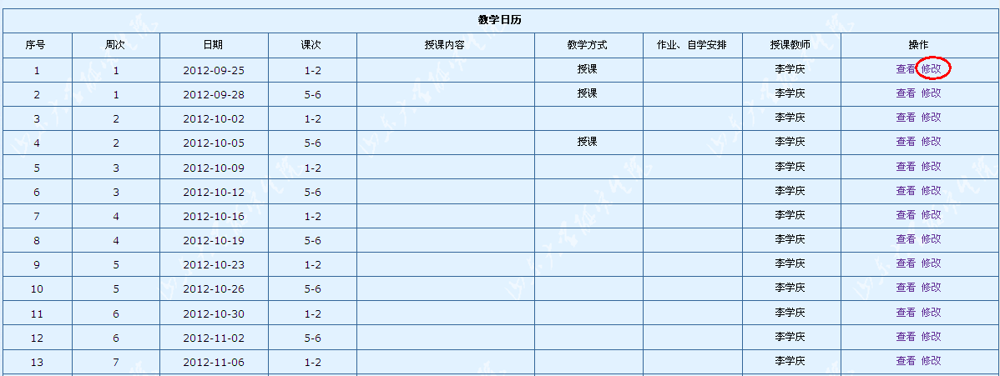 教学日历
序号 周次 日期 课次 授课内容 教学方式 作业、自学安排 授课教师 操作
1 1 2012-09-25 1-2 授课 李学庆 查看 修改
2 1 2012-09-28 5-6 授课 李学庆 查看 修改
3 2 2012-10-02 1-2 李学庆 查看 修改
4 2 2012-10-05 5-6 授课 李学庆 查看 修改
5 3 2012-10-09 1-2 李学庆 查看 修改
6 3 2012-10-12 5-6 李学庆 查看 修改
7 4 2012-10-16 1-2 李学庆 查看 修改
8 4 2012-10-19 5-6 李学庆 查看 修改
9 5 2012-10-23 1-2 李学庆 查看 修改
10 5 2012-10-26 5-6 李学庆 查看 修改
11 6 2012-10-30 1-2 李学庆 查看 修改
12 6 2012-11-02 5-6 李学庆 查看 修改
13 7 2012-11-06 1-2 李学庆 查看 修改